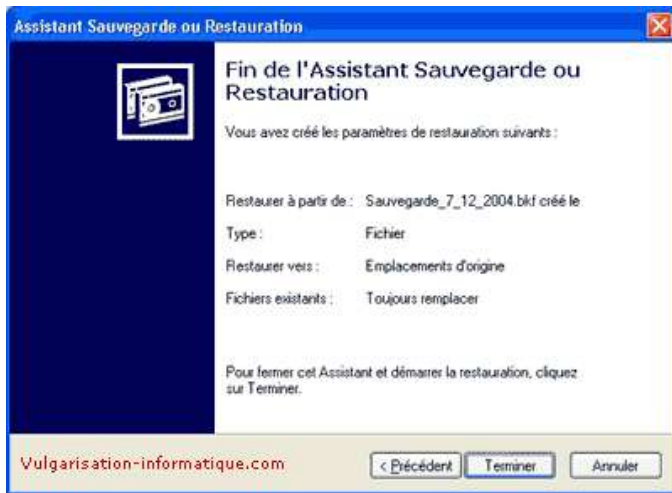 Assistant Sauvegarde ou Restauration
Fin de l'Assistant Sauvegarde ou
Restauration
Vous avez créé les paramètres de restauration suivants :
Restaurer à partir de : Sauvegarde_7_12_2004.bkf créé le
Type : Fichier
Restaurer vers : Emplacements d'origine
Fichiers existants : Toujours remplacer
Pour fermer cet Assistant et démarrer la restauration, cliquez
sur Terminer.
Vulgarisation-informatique.com < Précédent Terminer Annuler